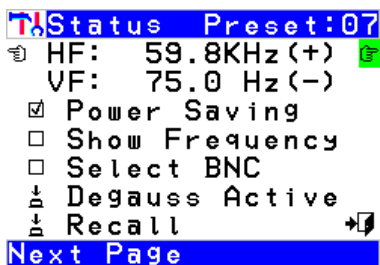 Status Preset:07
HF: 59.8KHz(+)
VF: 75.0 Hz(-)
Power Saving
Show Frequency
Select BNC
Degauss Active
Recall
Next Page